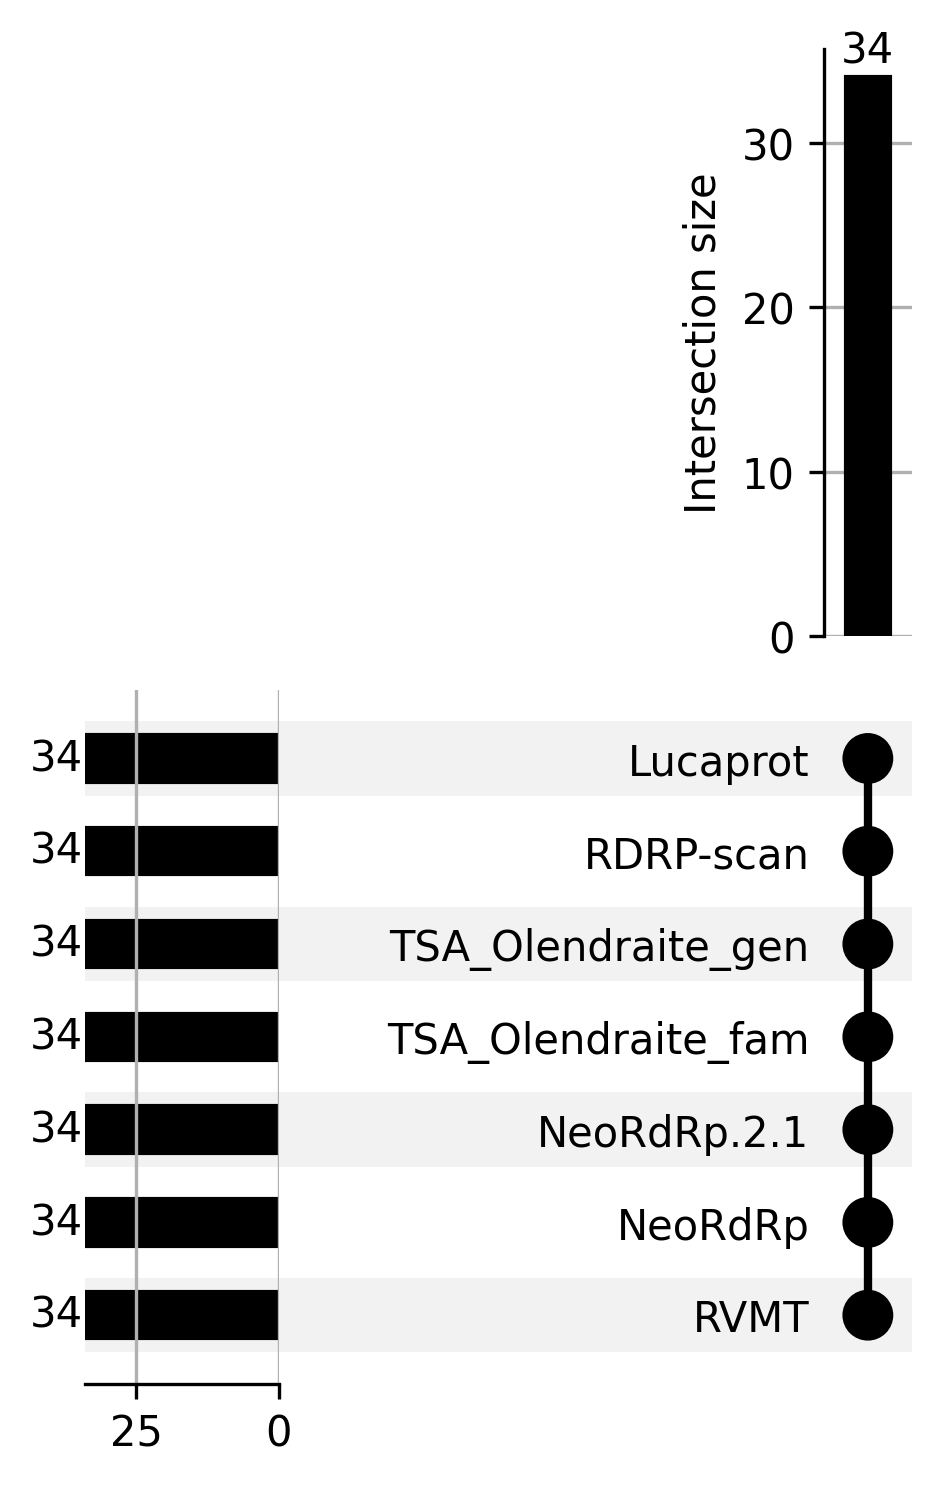 34
30
20
10
0
Intersection size
34 Lucaprot
34 RDRP-scan
34 TSA_Olendraite_gen
34 TSA_Olendraite_fam
34 NeoRdRp.2.1
34 NeoRdRp
34 RVMT
25 0